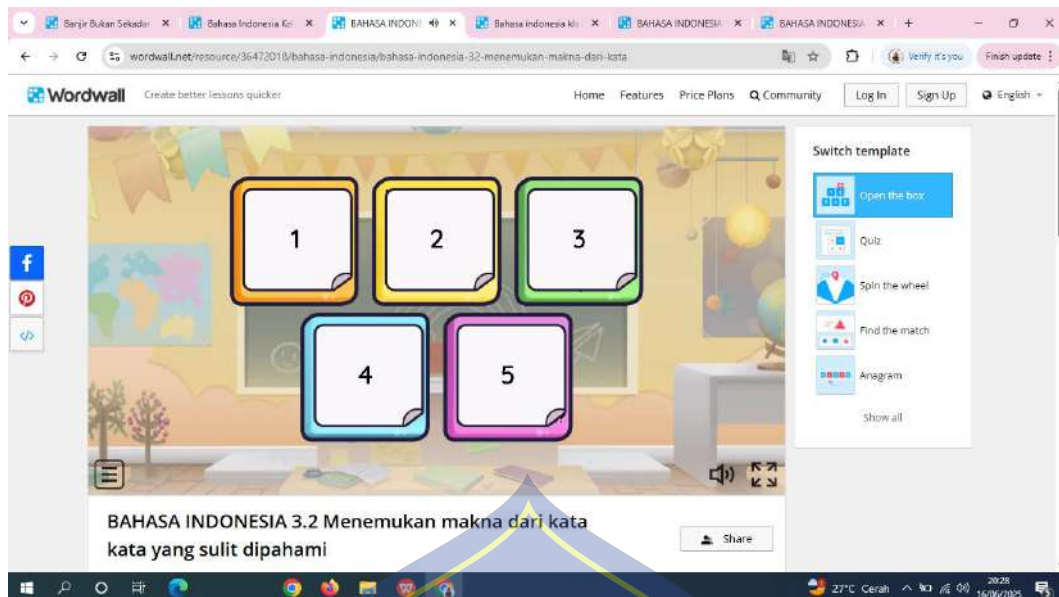 Banjir Bukan Sekadar
Bahasa Indonesia Kel
BAHASA INDONE
Bahasa indonesia kls
BAHASA INDONESIA
BAHASA INDONESIA
wordwall.net/resource/36472018/bahasa-indonesia/bahasa-indonesia-32-menemukan-makna-dari-kata
Verify it's you
Finish update
Wordwall
Create better lessons quicker
Home Features Price Plans Community Log In Sign Up English
Switch template
Open the box
Quiz
Spin the wheel
Find the match
Anagram
Show all
1 2 3
4 5
BAHASA INDONESIA 3.2 Menemukan makna dari kata
kata yang sulit dipahami
Share
27°C Cerah
20:28
16/06/2025